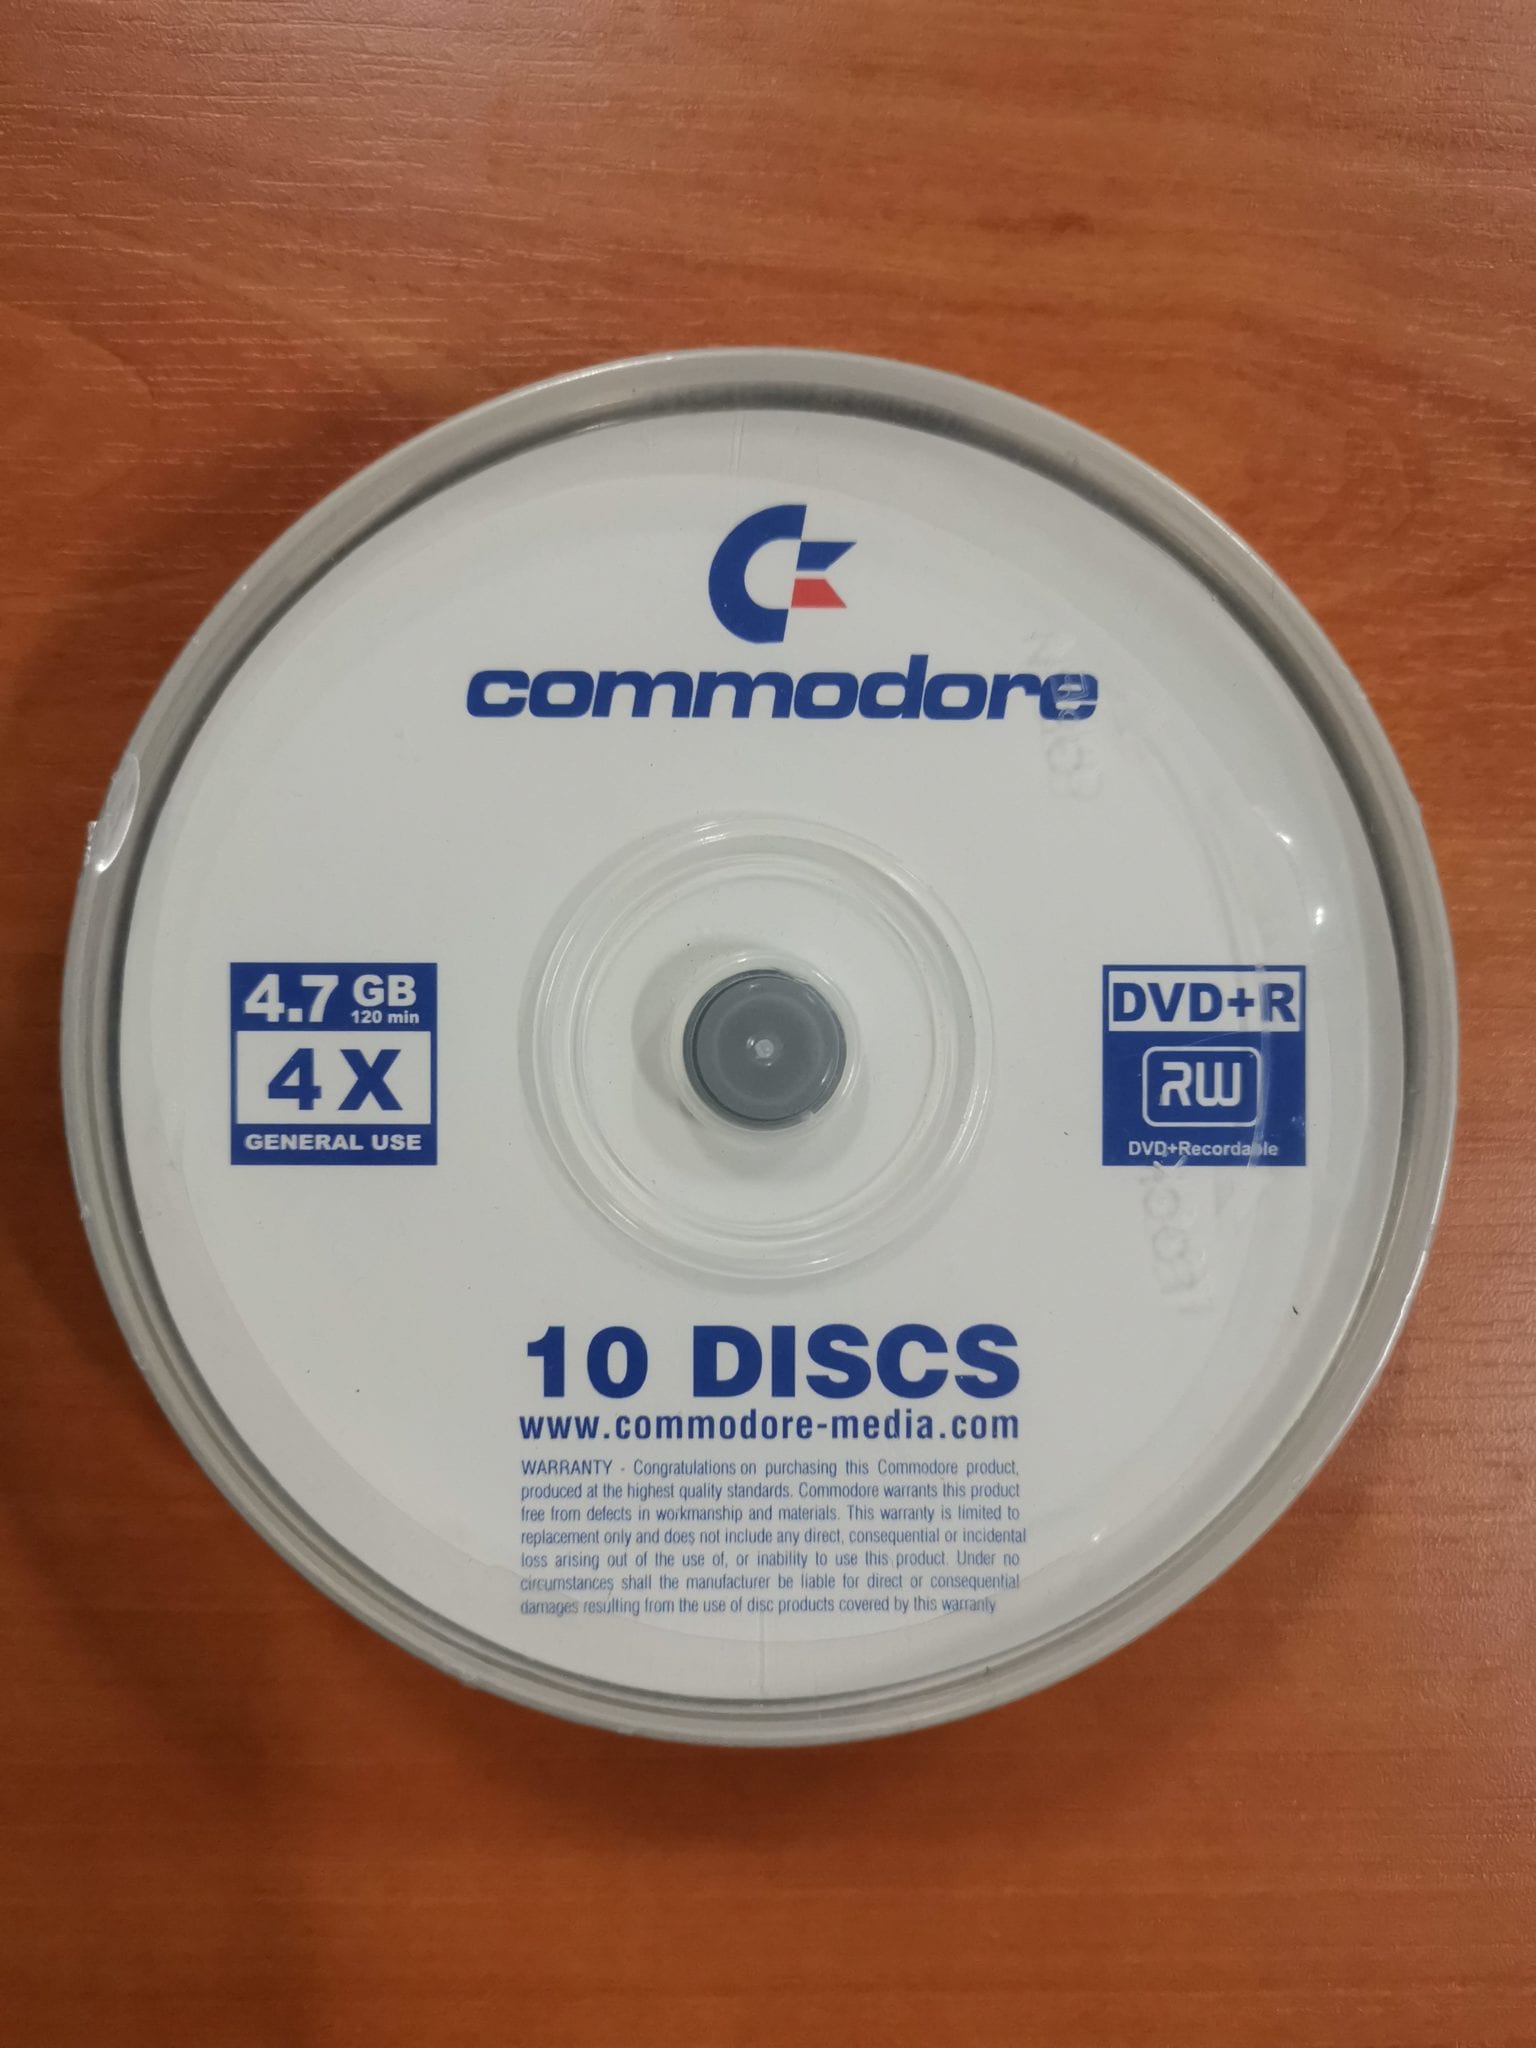 commodore
4.7 GB
120 min
4X
GENERAL USE
DVD+R
RW
DVD+Recordable
10 DISCS
www.commodore-media.com
WARRANTY - Congratulations on purchasing this Commodore product,
produced at the highest quality standards. Commodore warrants this product
free from defects in workmanship and materials. This warranty is limited to
replacement only and does not include any direct, consequential or incidental
loss arising out of the use of, or inability to use this product. Under no
circumstances shall the manufacturer be liable for direct or consequential
damages resulting from the use of disc products covered by this warranty